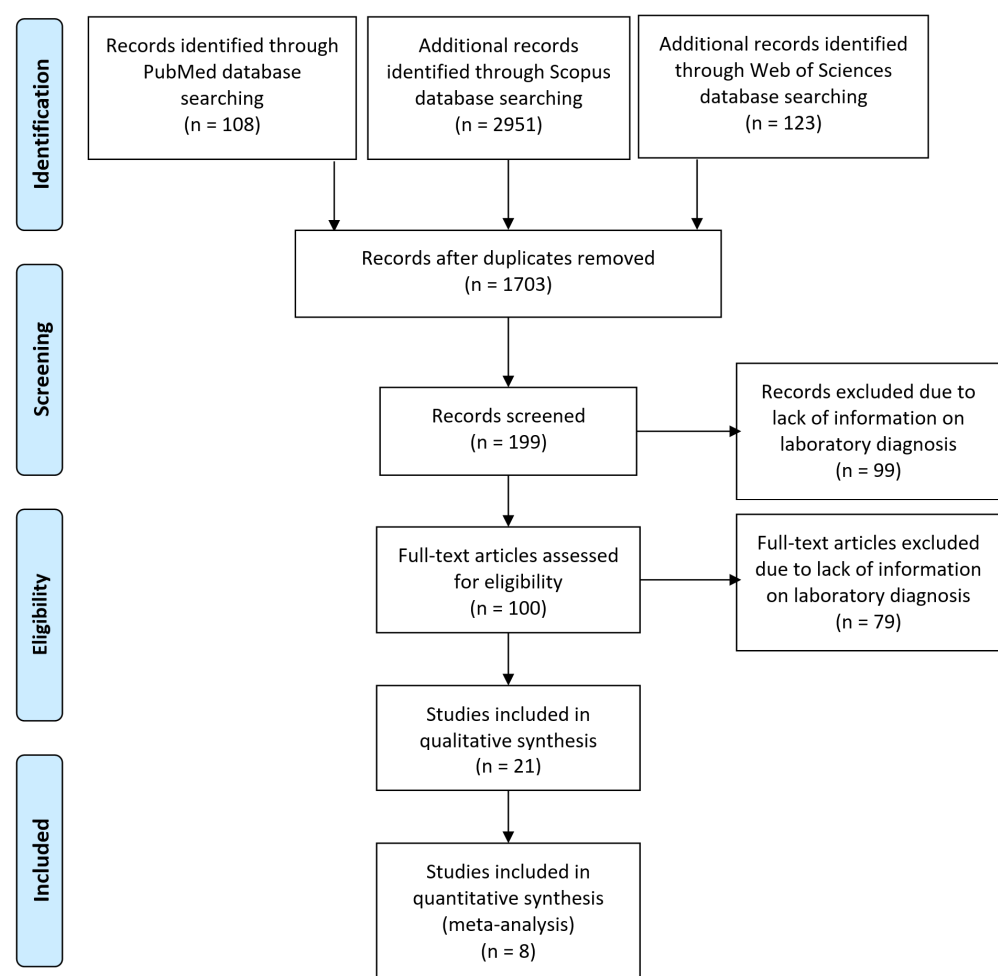 Identification
Records identified through
PubMed database
searching
(n = 108)
Additional records
identified through Scopus
database searching
(n = 2951)
Additional records identified
through Web of Sciences
database searching
(n = 123)
Records after duplicates removed
(n = 1703)
Screening
Records screened
(n = 199)
Records excluded due to
lack of information on
laboratory diagnosis
(n = 99)
Eligibility
Full-text articles assessed
for eligibility
(n = 100)
Full-text articles excluded
due to lack of information
on laboratory diagnosis
(n = 79)
Studies included in
qualitative synthesis
(n = 21)
Included
Studies included in
quantitative synthesis
(meta-analysis)
(n = 8)